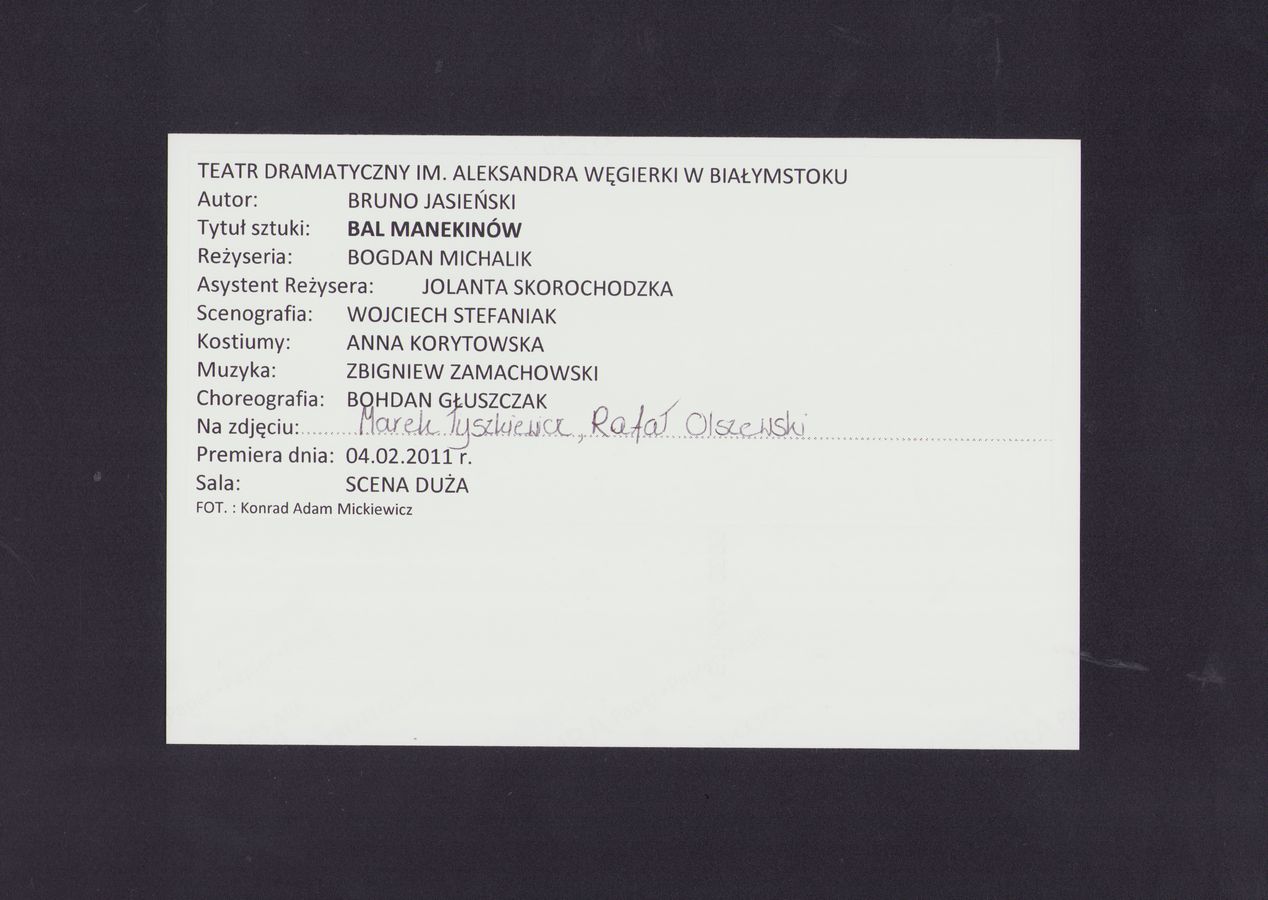 TEATR DRAMATYCZNY IM. ALEKSANDRA WĘGIERKI W BIAŁYMSTOKU
Autor: BRUNO JASIEŃSKI
Tytuł sztuki: BAL MANEKINÓW
Reżyseria: BOGDAN MICHALIK
Asystent Reżysera: JOLANTA SKOROCHODZKA
Scenografia: WOJCIECH STEFANIAK
Kostiumy: ANNA KORYTOWSKA
Muzyka: ZBIGNIEW ZAMACHOWSKI
Choreografia: BOHDAN GŁUSZCZAK
Na zdjęciu: Marek Tyszkiewicz, Rafał Olszewski
Premiera dnia: 04.02.2011 r.
Sala: SCENA DUŻA
FOT. : Konrad Adam Mickiewicz